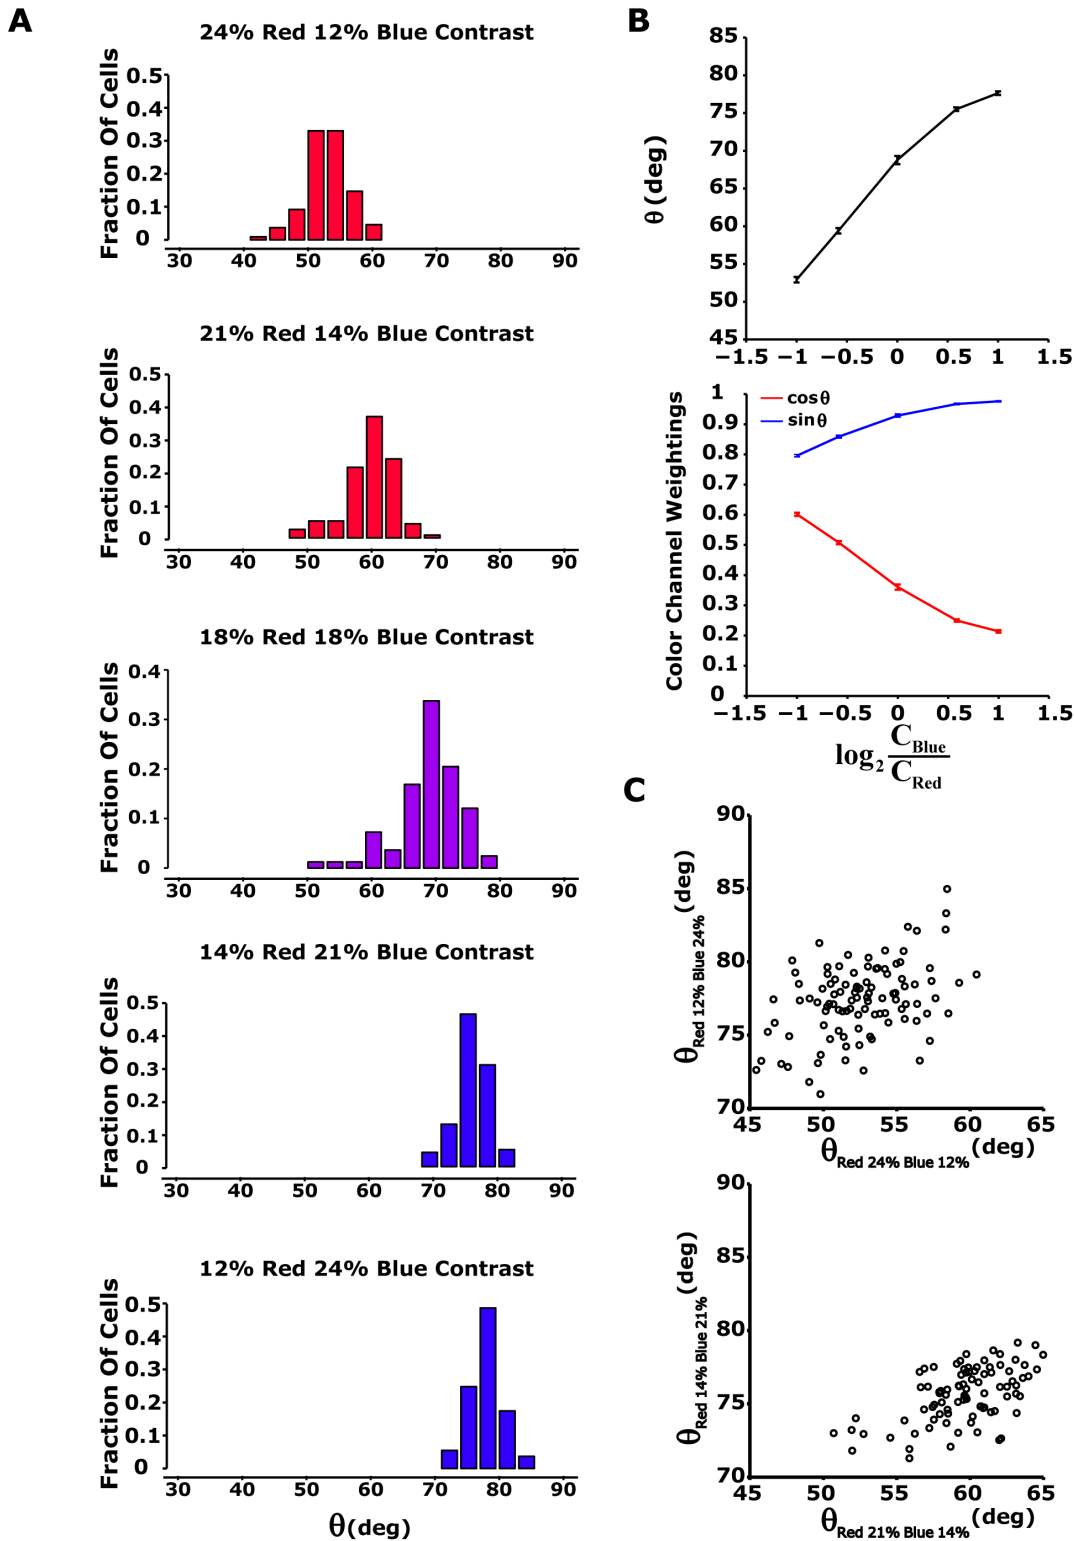 A
24% Red 12% Blue Contrast
Fraction Of Cells
0.5
0.4
0.3
0.2
0.1
0
30 40 50 60 70 80 90
21% Red 14% Blue Contrast
Fraction Of Cells
0.5
0.4
0.3
0.2
0.1
0
30 40 50 60 70 80 90
18% Red 18% Blue Contrast
Fraction Of Cells
0.4
0.3
0.2
0.1
0
30 40 50 60 70 80 90
14% Red 21% Blue Contrast
Fraction Of Cells
0.5
0.4
0.3
0.2
0.1
0
30 40 50 60 70 80 90
12% Red 24% Blue Contrast
Fraction Of Cells
0.5
0.4
0.3
0.2
0.1
0
30 40 50 60 70 80 90
θ(deg)
B
θ(deg)
85
80
75
70
65
60
55
50
45
−1.5 −1 −0.5 0 0.5 1 1.5
Color Channel Weightings
cosθ
sinθ
1
0.9
0.8
0.7
0.6
0.5
0.4
0.3
0.2
0.1
0
−1.5 −1 −0.5 0 0.5 1 1.5
log2 CBlue/CRed
C
θRed 12% Blue 24%(deg)
90
85
80
75
70
45 50 55 60 65
θRed 24% Blue 12%(deg)
θRed 14% Blue 21%(deg)
90
85
80
75
70
45 50 55 60 65
θRed 21% Blue 14%(deg)